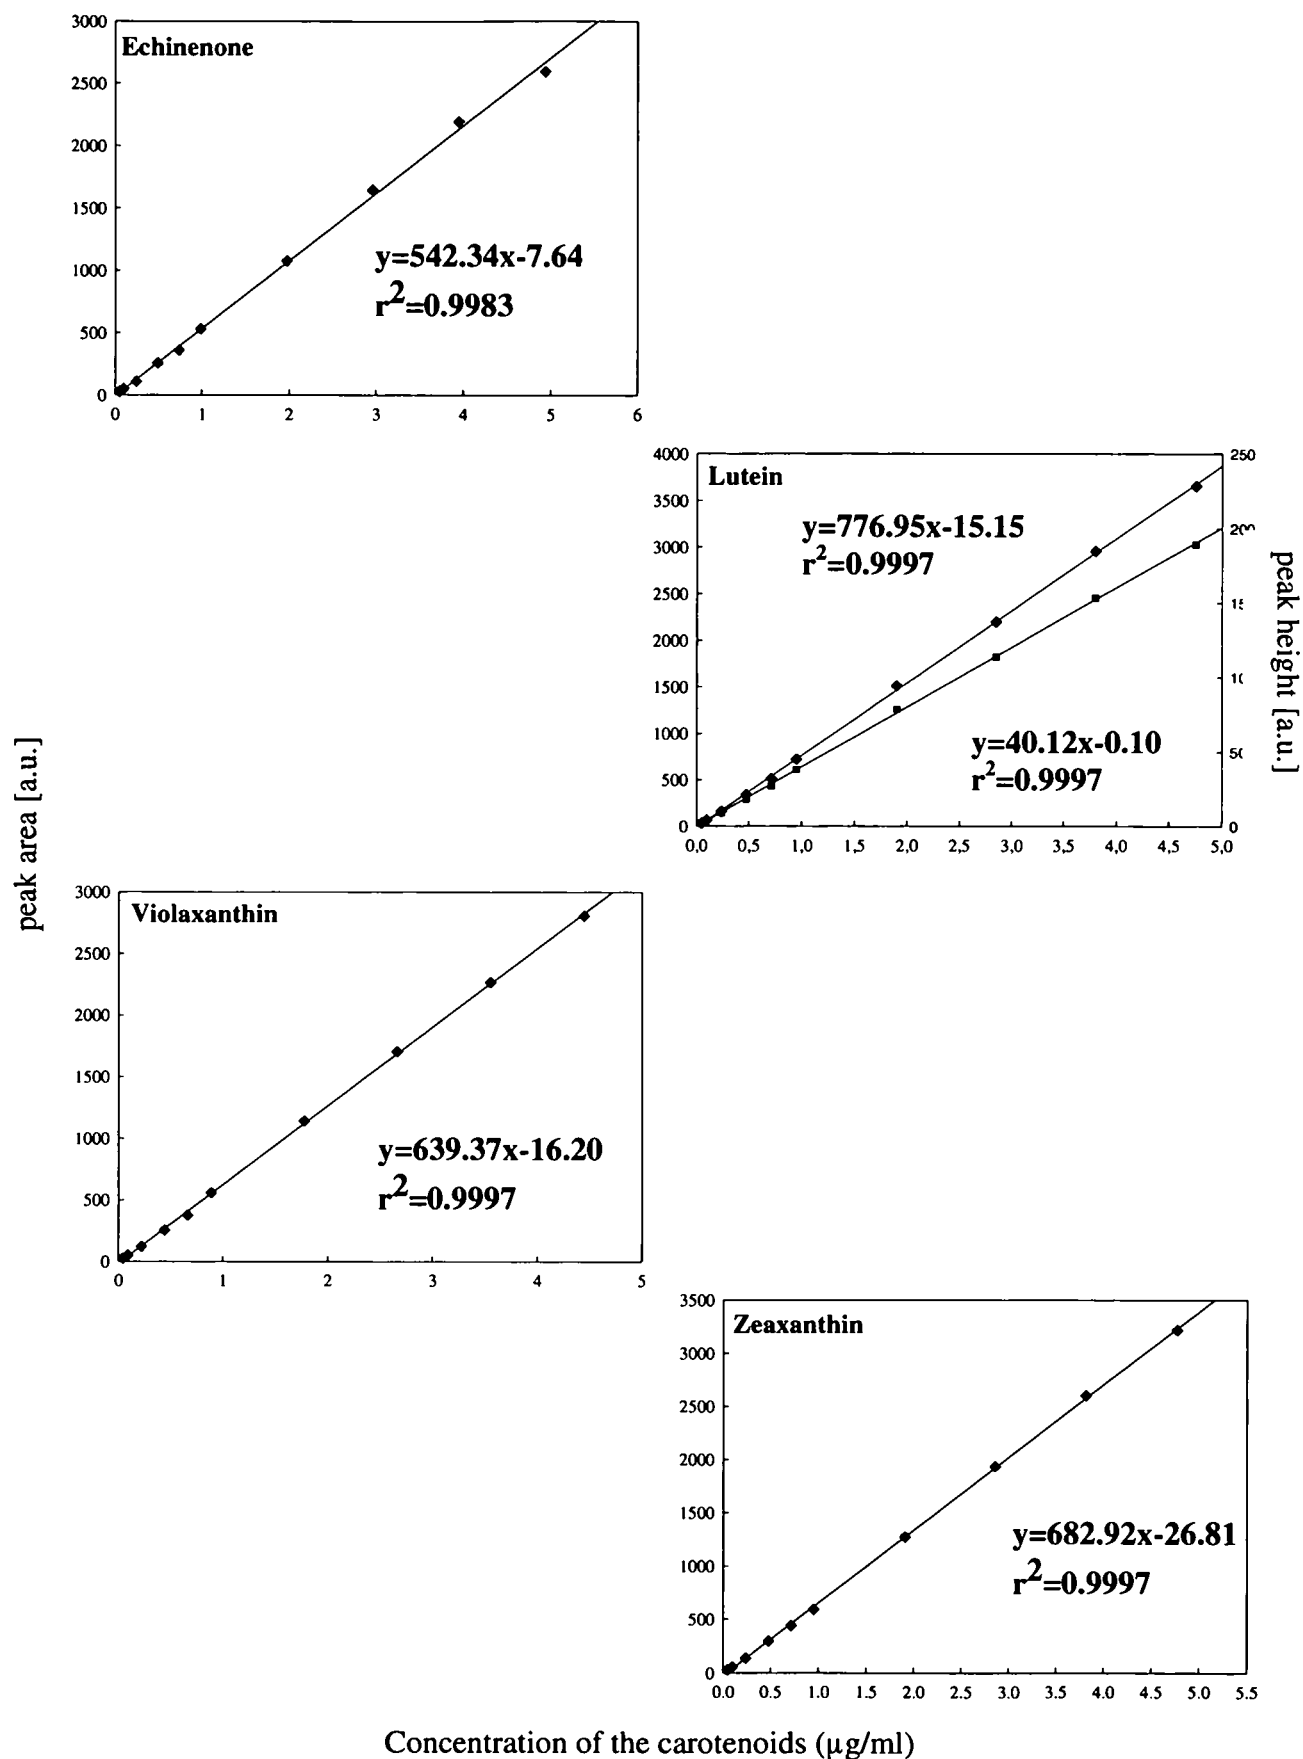 Echinenone
3000
2500
2000
1500
1000
500
0
y=542.34x-7.64
r²=0.9983
0 1 2 3 4 5 6
Lutein
4000
3500
3000
2500
2000
1500
1000
500
0
y=776.95x-15.15
r²=0.9997
y=40.12x-0.10
r²=0.9997
250
50
0
peak height [a.u.]
0,0 0,5 1,0 1,5 2,0 2,5 3,0 3,5 4,0 4,5 5,0
peak area [a.u.]
Violaxanthin
3000
2500
2000
1500
1000
500
0
y=639.37x-16.20
r²=0.9997
0 1 2 3 4 5
Zeaxanthin
3500
3000
2500
2000
1500
1000
500
0
y=682.92x-26.81
r²=0.9997
0.0 0.5 1.0 1.5 2.0 2.5 3.0 3.5 4.0 4.5 5.0 5.5
Concentration of the carotenoids (µg/ml)